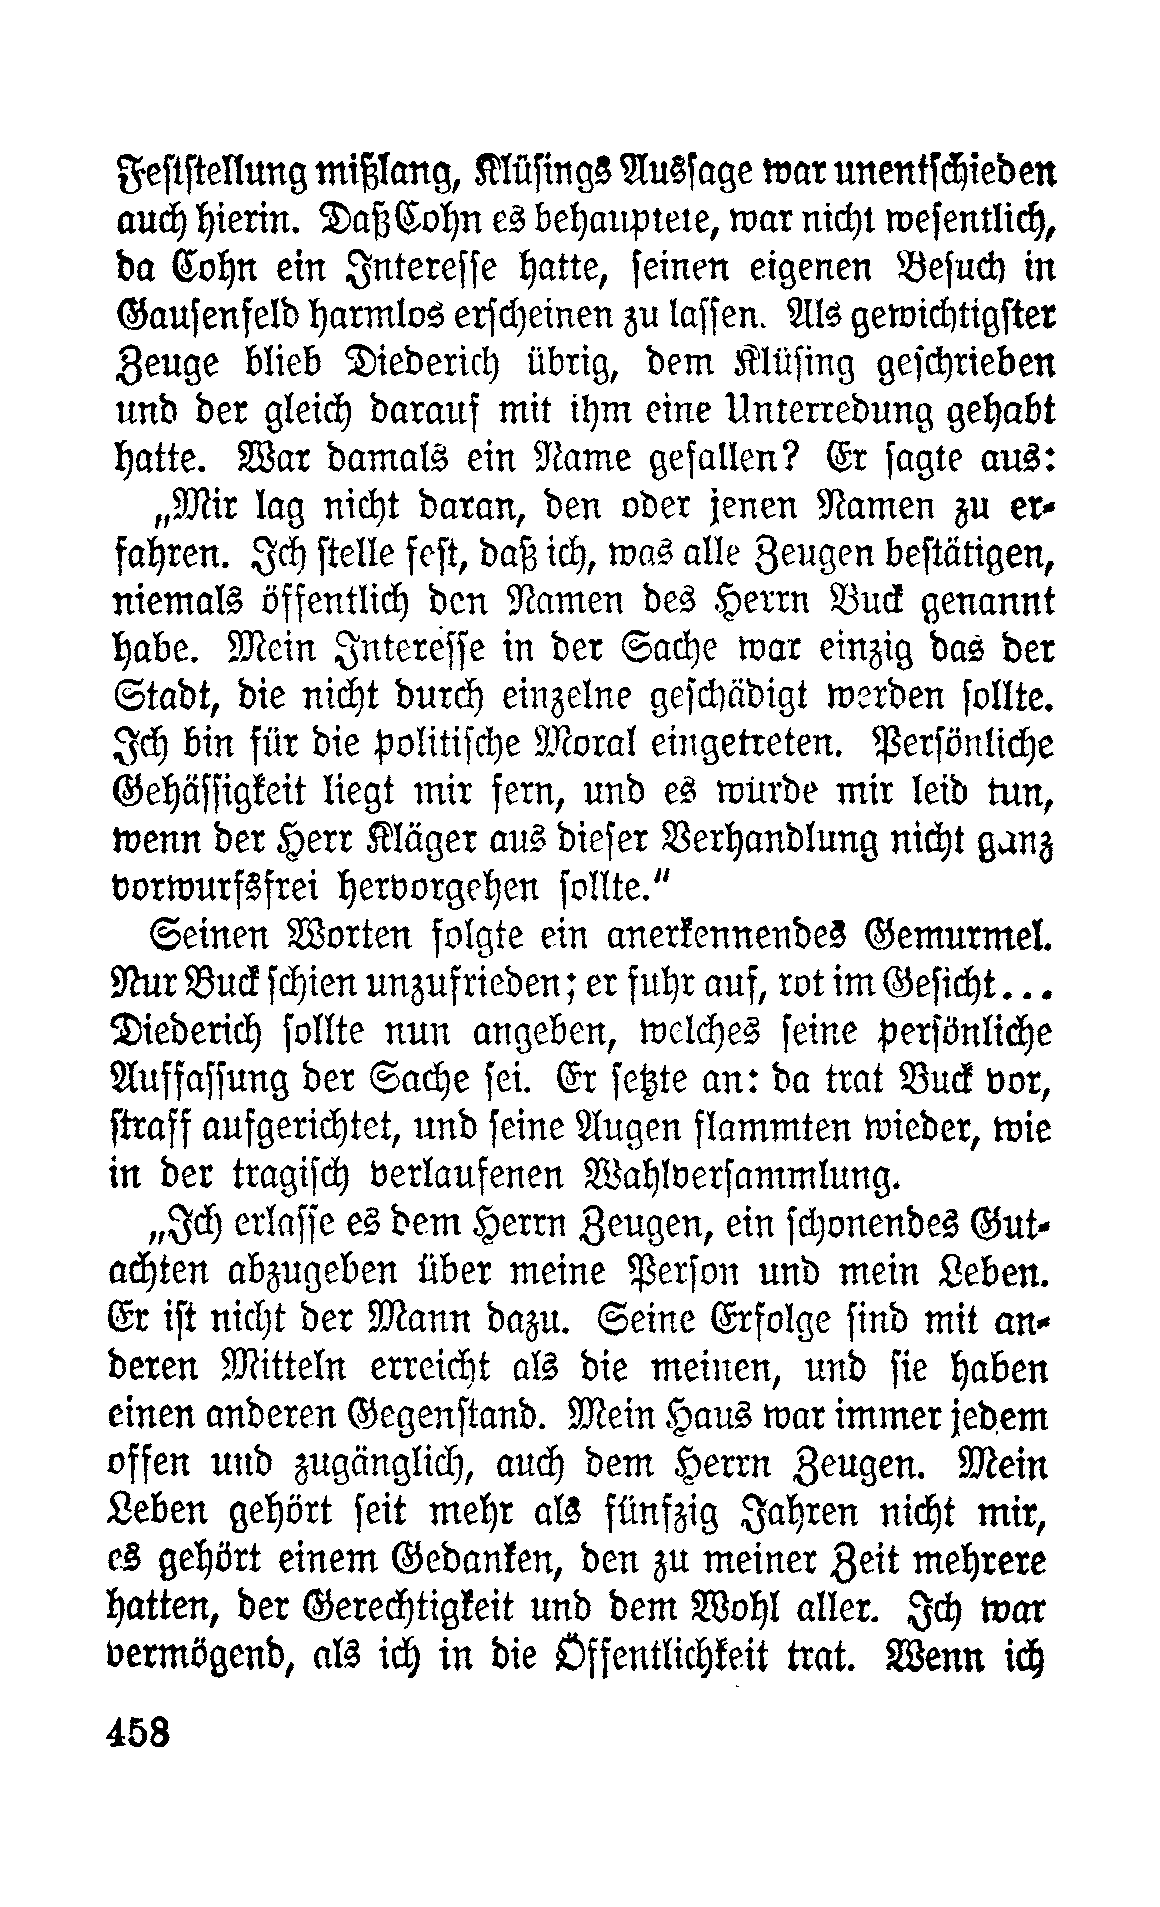 Feststellung mißlang, Klüsings Aussage war unentschieden
auch hierin. Daß Cohn es behauptete, war nicht wesentlich,
da Cohn ein Interesse hatte, seinen eigenen Besuch in
Gausenfeld harmlos erscheinen zu lassen. Als gewichtigster
Zeuge blieb Diederich übrig, dem Klüsing geschrieben
und der gleich darauf mit ihm eine Unterredung gehabt
hatte. War damals ein Name gefallen? Er sagte aus:
„Mir lag nicht daran, den oder jenen Namen zu er-
fahren. Ich stelle fest, daß ich, was alle Zeugen bestätigen,
niemals öffentlich den Namen des Herrn Buck genannt
habe. Mein Interesse in der Sache war einzig das der
Stadt, die nicht durch einzelne geschädigt werden sollte.
Ich bin für die politische Moral eingetreten. Persönliche
Gehässigkeit liegt mir fern, und es würde mir leid tun,
wenn der Herr Kläger aus dieser Verhandlung nicht ganz
vorwurfsfrei hervorgehen sollte.“
Seinen Worten folgte ein anerkennendes Gemurmel.
Nur Buck schien unzufrieden; er fuhr auf, rot im Gesicht...
Diederich sollte nun angeben, welches seine persönliche
Auffassung der Sache sei. Er setzte an: da trat Buck vor,
straff aufgerichtet, und seine Augen flammten wieder, wie
in der tragisch verlaufenen Wahlversammlung.
„Ich erlasse es dem Herrn Zeugen, ein schonendes Gut-
achten abzugeben über meine Person und mein Leben.
Er ist nicht der Mann dazu. Seine Erfolge sind mit an-
deren Mitteln erreicht als die meinen, und sie haben
einen anderen Gegenstand. Mein Haus war immer jedem
offen und zugänglich, auch dem Herrn Zeugen. Mein
Leben gehört seit mehr als fünfzig Jahren nicht mir,
es gehört einem Gedanken, den zu meiner Zeit mehrere
hatten, der Gerechtigkeit und dem Wohl aller. Ich war
vermögend, als ich in die Öffentlichkeit trat. Wenn ich
458